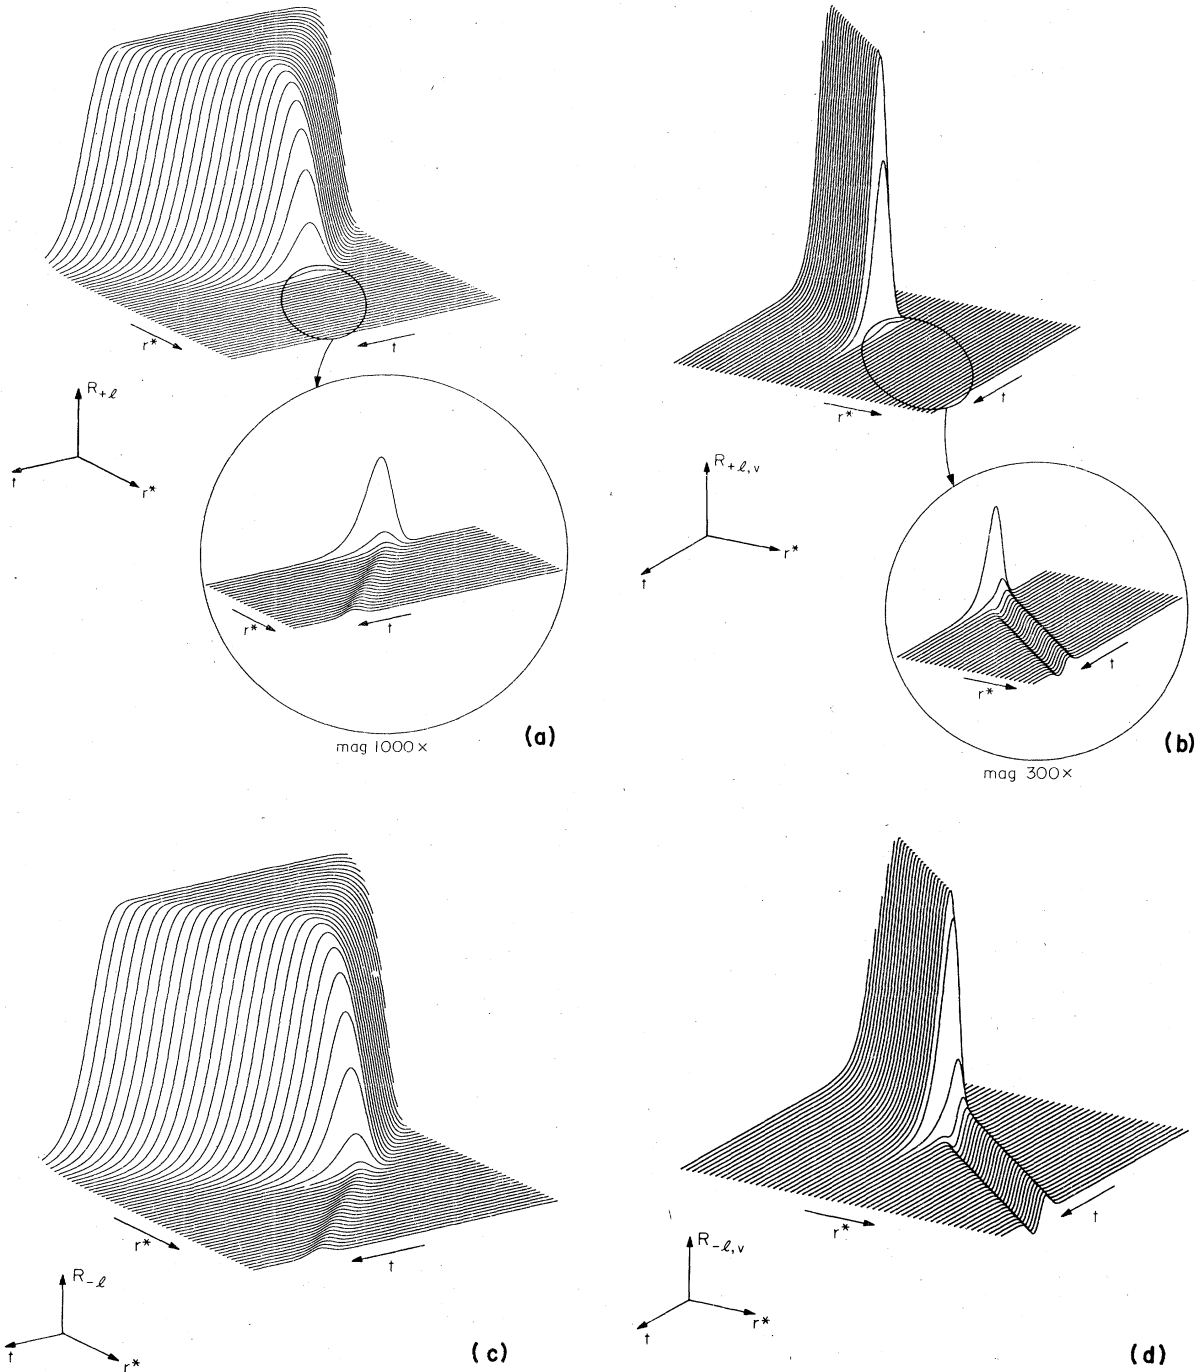 r*
t
R+ℓ
t
r*
r*
t
mag 1000×
(a)
r*
t
R+ℓ,v
t
r*
r*
t
mag 300×
(b)
r*
t
R-ℓ
t
r*
(c)
r*
t
R-ℓ,v
t
r*
(d)